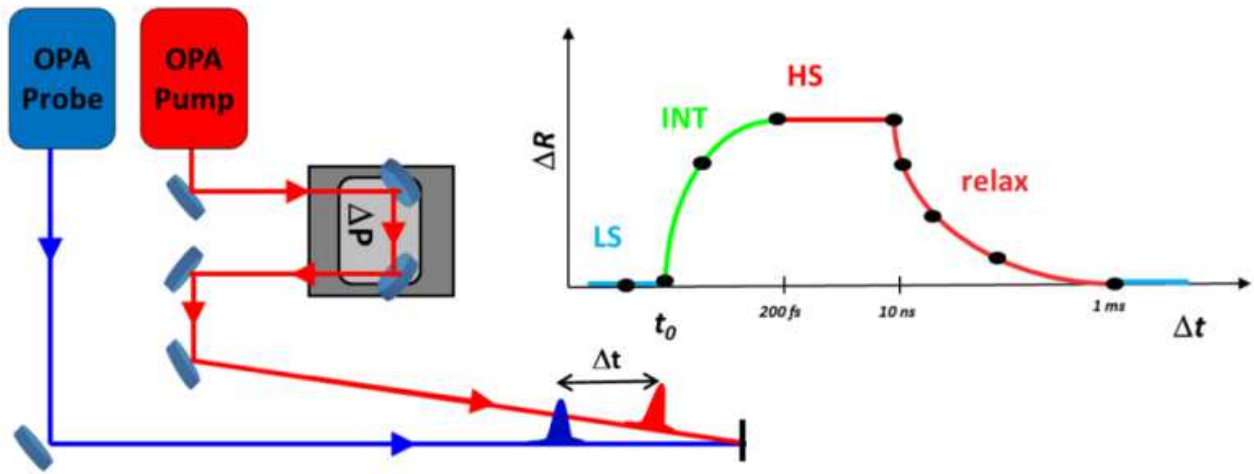 OPA
Probe
OPA
Pump
ΔP
Δt
ΔR
LS
INT
HS
relax
t0
200 fs
10 ns
1 ms
Δt